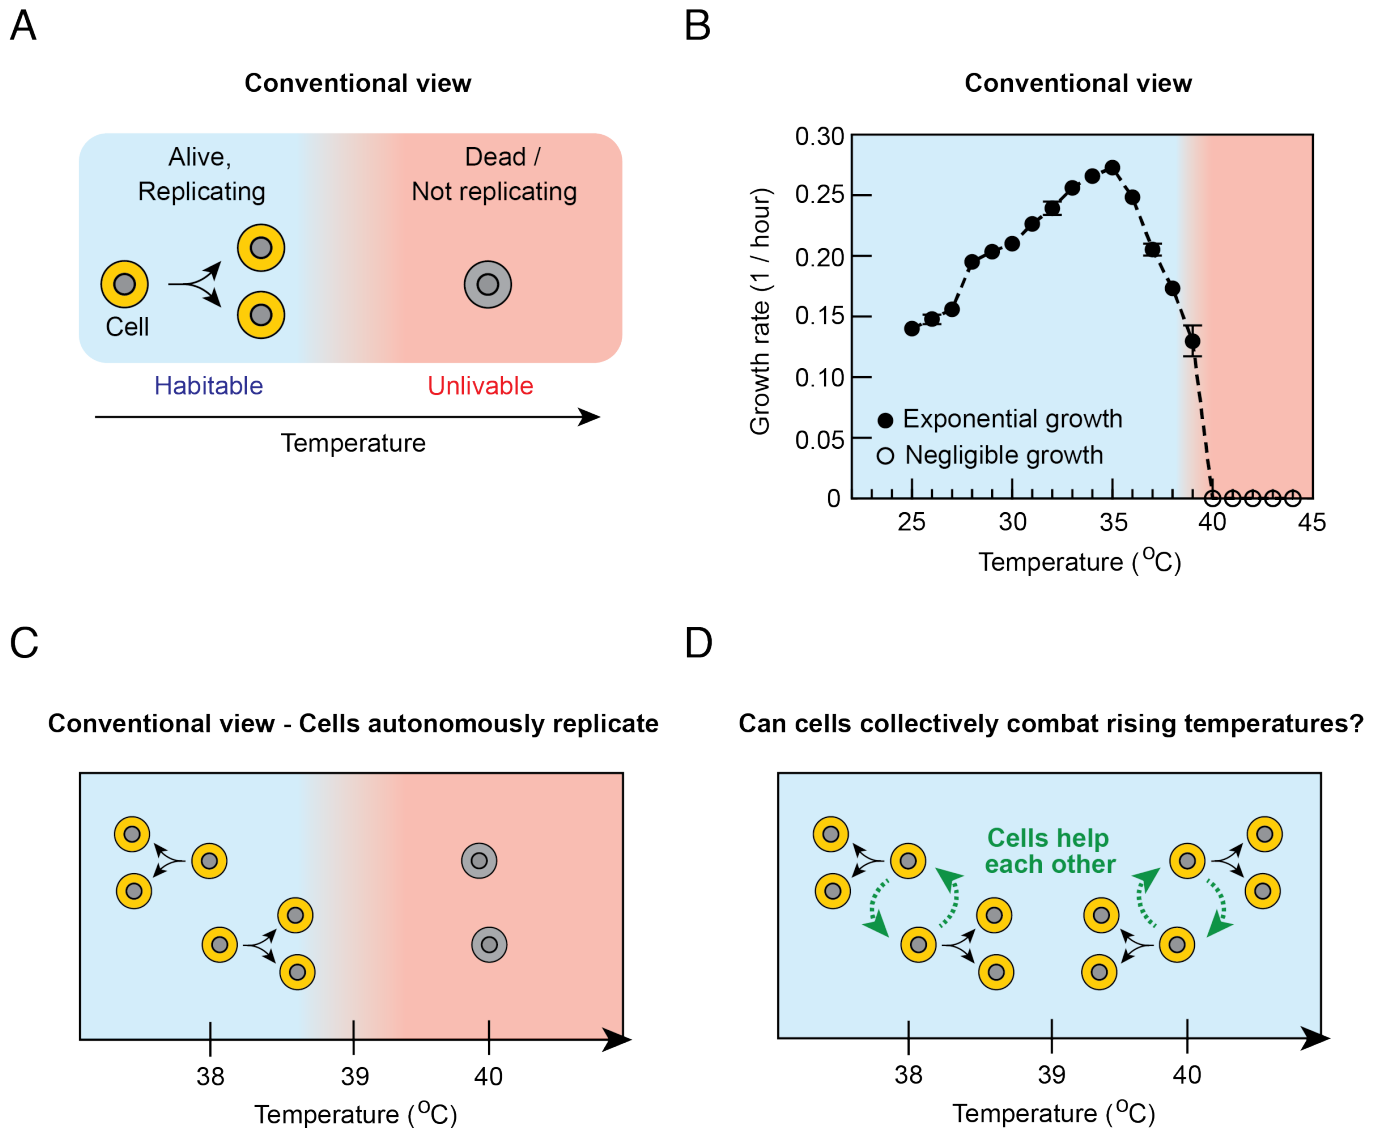 A
Conventional view
Alive,
Replicating
Dead /
Not replicating
Cell
Habitable
Unlivable
Temperature
B
Conventional view
Growth rate (1 / hour)
0.30
0.25
0.20
0.15
0.10
0.05
0
Exponential growth
Negligible growth
25 30 35 40 45
Temperature (°C)
C
Conventional view - Cells autonomously replicate
38 39 40
Temperature (°C)
D
Can cells collectively combat rising temperatures?
Cells help
each other
38 39 40
Temperature (°C)